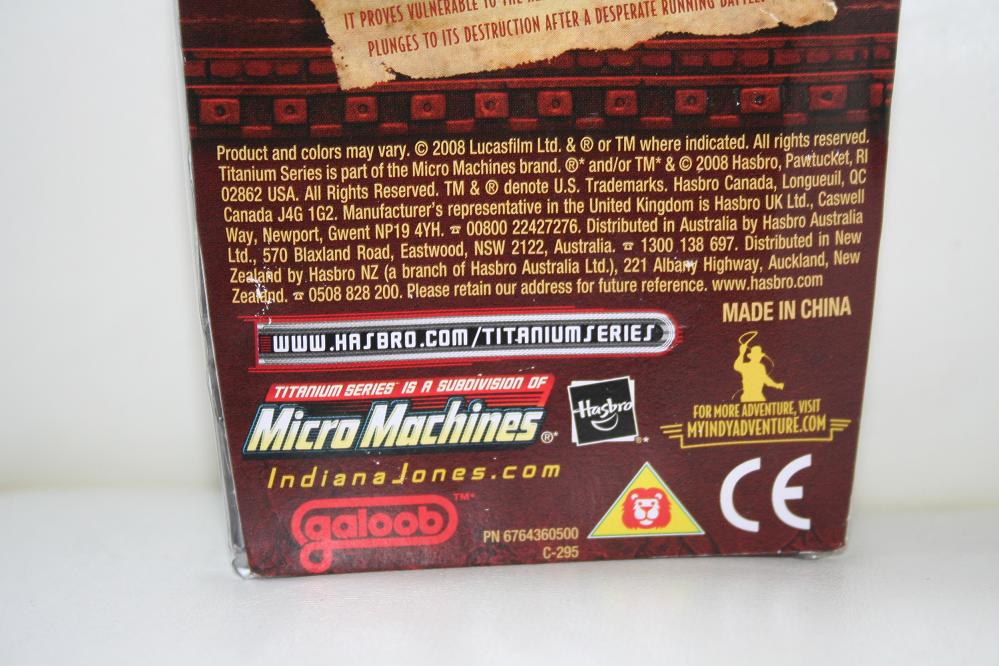 IT PROVES VULNERABLE TO THE
PLUNGES TO ITS DESTRUCTION AFTER A DESPERATE RUNNING BATTLE
Product and colors may vary. © 2008 Lucasfilm Ltd. & ® or TM where indicated. All rights reserved.
Titanium Series is part of the Micro Machines brand. ®* and/or TM* & © 2008 Hasbro, Pawtucket, RI
02862 USA. All Rights Reserved. TM & ® denote U.S. Trademarks. Hasbro Canada, Longueuil, QC
Canada J4G 1G2. Manufacturer's representative in the United Kingdom is Hasbro UK Ltd., Caswell
Way, Newport, Gwent NP19 4YH. ☎ 00800 22427276. Distributed in Australia by Hasbro Australia
Ltd., 570 Blaxland Road, Eastwood, NSW 2122, Australia. ☎ 1300 138 697. Distributed in New
Zealand by Hasbro NZ (a branch of Hasbro Australia Ltd.), 221 Albany Highway, Auckland, New
Zealand. ☎ 0508 828 200. Please retain our address for future reference. www.hasbro.com
MADE IN CHINA
WWW.HASBRO.COM/TITANIUMSERIES
TITANIUM SERIES™ IS A SUBDIVISION OF
Micro Machines®*
Hasbro®*
FOR MORE ADVENTURE, VISIT
MYINDYADVENTURE.COM
IndianaJones.com
galoob™*
PN 6764360500
C-295
CE